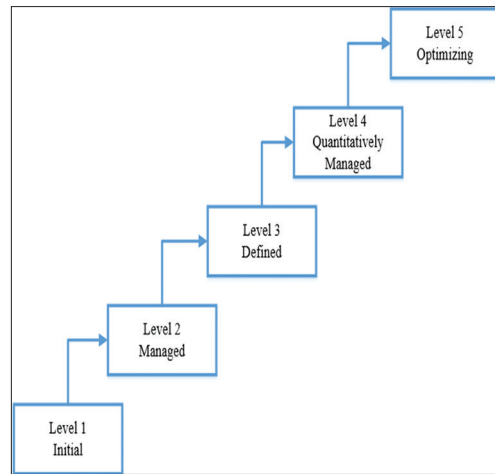 Level 5
Optimizing
Level 4
Quantitatively
Managed
Level 3
Defined
Level 2
Managed
Level 1
Initial